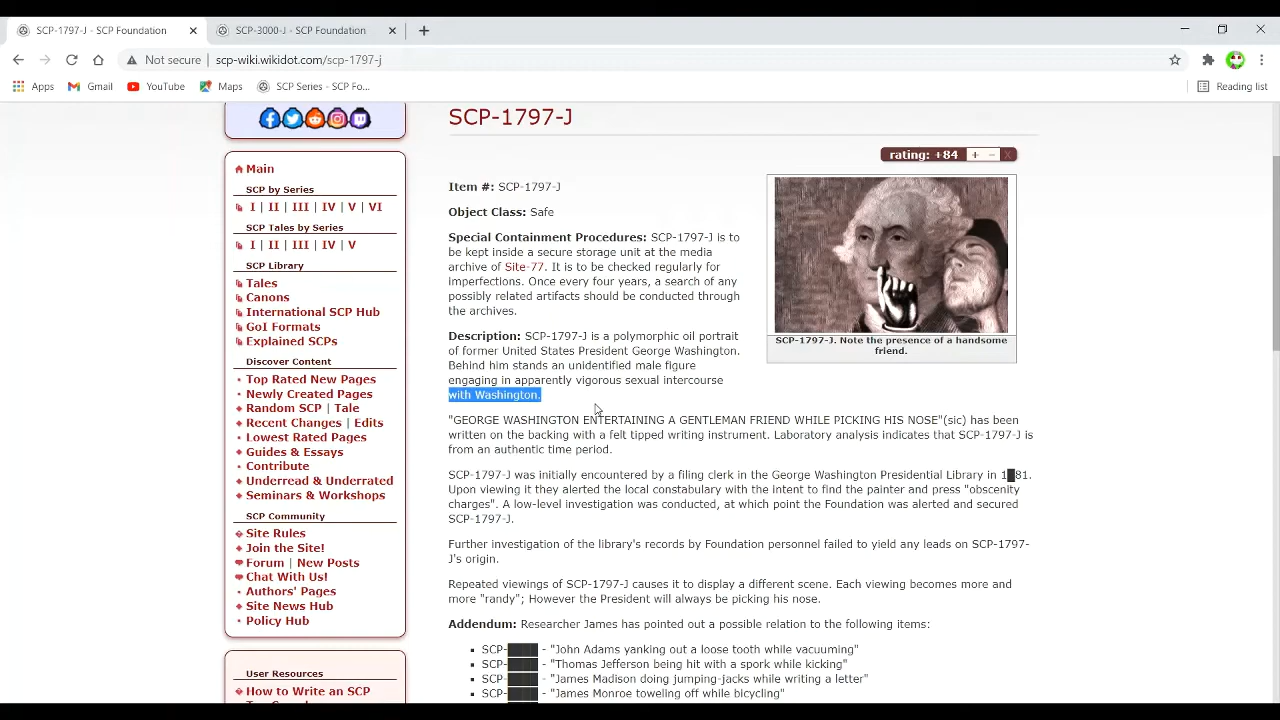 SCP-1797-J - SCP Foundation
SCP-3000-J - SCP Foundation
Not secure | scp-wiki.wikidot.com/scp-1797-j
Apps
Gmail
YouTube
Maps
SCP Series - SCP Fo...
Reading list
Main
SCP by Series
I | II | III | IV | V | VI
SCP Tales by Series
I | II | III | IV | V
SCP Library
Tales
Canons
International SCP Hub
GoI Formats
Explained SCPs
Discover Content
Top Rated New Pages
Newly Created Pages
Random SCP | Tale
Recent Changes | Edits
Lowest Rated Pages
Guides & Essays
Contribute
Underread & Underrated
Seminars & Workshops
SCP Community
Site Rules
Join the Site!
Forum | New Posts
Chat With Us!
Authors' Pages
Site News Hub
Policy Hub
User Resources
How to Write an SCP
SCP-1797-J
rating: +84 + – X
Item #: SCP-1797-J
Object Class: Safe
Special Containment Procedures: SCP-1797-J is to
be kept inside a secure storage unit at the media
archive of Site-77. It is to be checked regularly for
imperfections. Once every four years, a search of any
possibly related artifacts should be conducted through
the archives.
SCP-1797-J. Note the presence of a handsome
friend.
Description: SCP-1797-J is a polymorphic oil portrait
of former United States President George Washington.
Behind him stands an unidentified male figure
engaging in apparently vigorous sexual intercourse
with Washington.
"GEORGE WASHINGTON ENTERTAINING A GENTLEMAN FRIEND WHILE PICKING HIS NOSE"(sic) has been
written on the backing with a felt tipped writing instrument. Laboratory analysis indicates that SCP-1797-J is
from an authentic time period.
SCP-1797-J was initially encountered by a filing clerk in the George Washington Presidential Library in 1█81.
Upon viewing it they alerted the local constabulary with the intent to find the painter and press "obscenity
charges". A low-level investigation was conducted, at which point the Foundation was alerted and secured
SCP-1797-J.
Further investigation of the library's records by Foundation personnel failed to yield any leads on SCP-1797-
J's origin.
Repeated viewings of SCP-1797-J causes it to display a different scene. Each viewing becomes more and
more "randy"; However the President will always be picking his nose.
Addendum: Researcher James has pointed out a possible relation to the following items:
SCP-████ - "John Adams yanking out a loose tooth while vacuuming"
SCP-████ - "Thomas Jefferson being hit with a spork while kicking"
SCP-████ - "James Madison doing jumping-jacks while writing a letter"
SCP-████ - "James Monroe toweling off while bicycling"